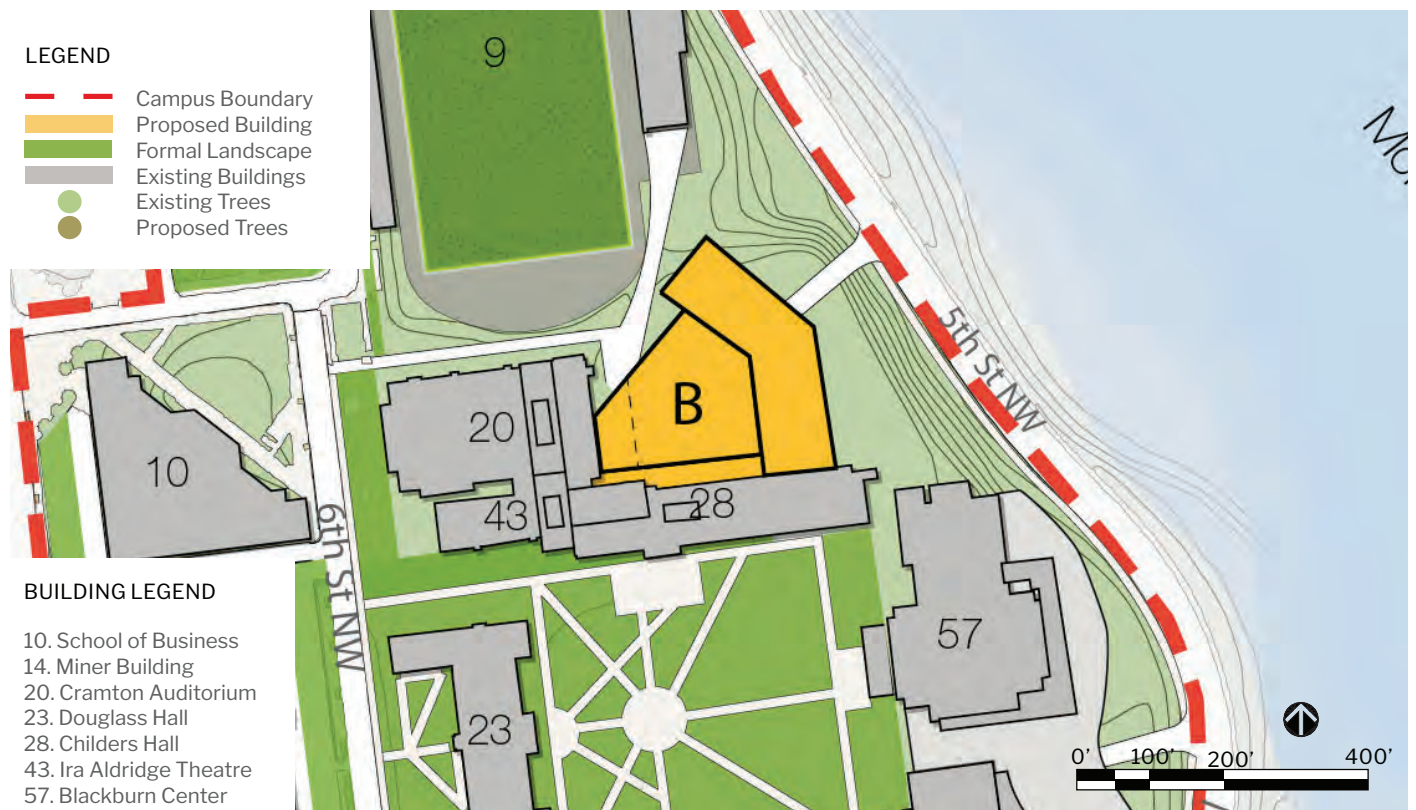 LEGEND
Campus Boundary
Proposed Building
Formal Landscape
Existing Buildings
Existing Trees
Proposed Trees
9
Mor
5th St NW
B
20
10
43
28
6th St NW
57
23
BUILDING LEGEND
10. School of Business
14. Miner Building
20. Cramton Auditorium
23. Douglass Hall
28. Childers Hall
43. Ira Aldridge Theatre
57. Blackburn Center
0' 100' 200' 400'